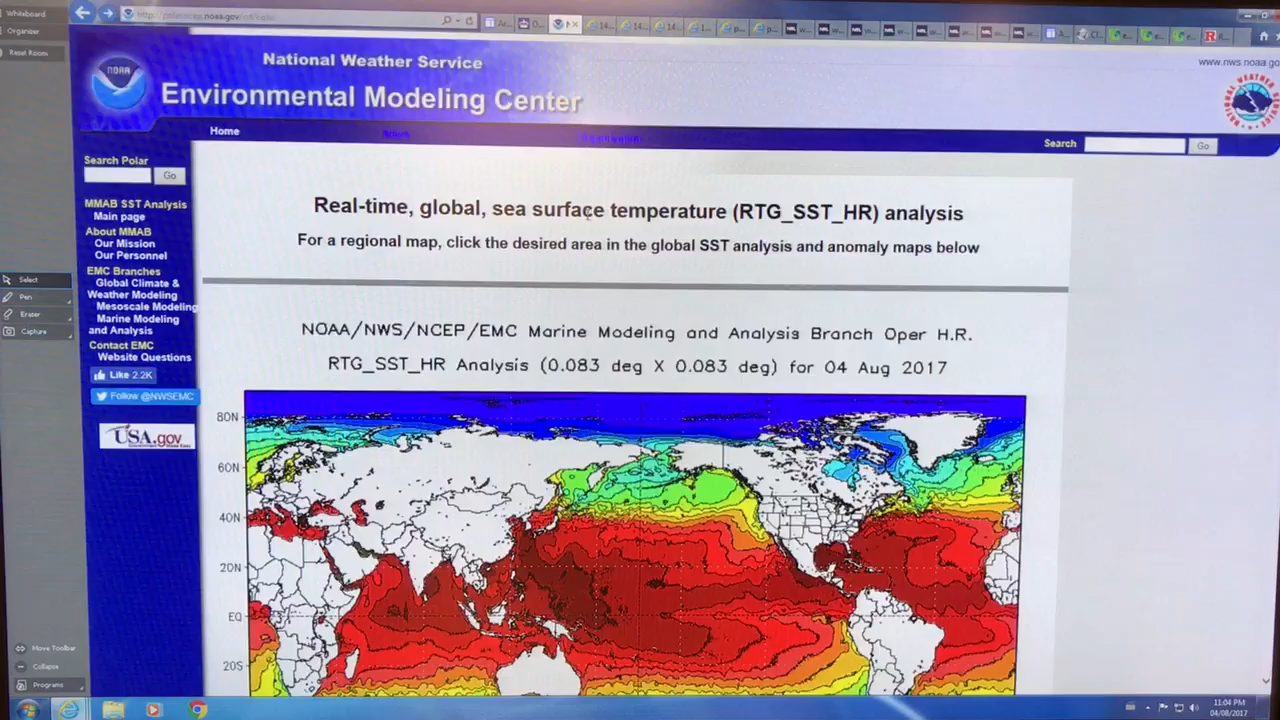 Whiteboard
Organiser
Reset Room
Select
Pen
Eraser
Capture
Move Toolbar
Collapse
Programs
www.nws.noaa.go
NOAA
National Weather Service
Environmental Modeling Center
Home
Search
Go
Search Polar
Go
MMAB SST Analysis
Main page
About MMAB
Our Mission
Our Personnel
EMC Branches
Global Climate &
Weather Modeling
Mesoscale Modeling
Marine Modeling
and Analysis
Contact EMC
Website Questions
Like 2.2K
Follow @NWSEMC
USA.gov
Real-time, global, sea surface temperature (RTG_SST_HR) analysis
For a regional map, click the desired area in the global SST analysis and anomaly maps below
NOAA/NWS/NCEP/EMC Marine Modeling and Analysis Branch Oper H.R.
RTG_SST_HR Analysis (0.083 deg X 0.083 deg) for 04 Aug 2017
80N
60N
40N
20N
EQ
20S
11:04 PM
04/08/2017